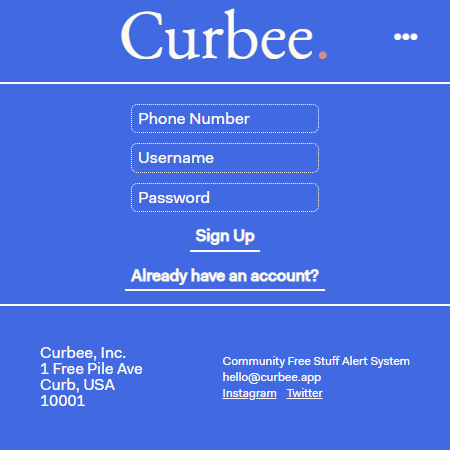 Curbee.
•••
Phone Number
Username
Password
Sign Up
Already have an account?
Curbee, Inc.
1 Free Pile Ave
Curb, USA
10001
Community Free Stuff Alert System
hello@curbee.app
Instagram Twitter